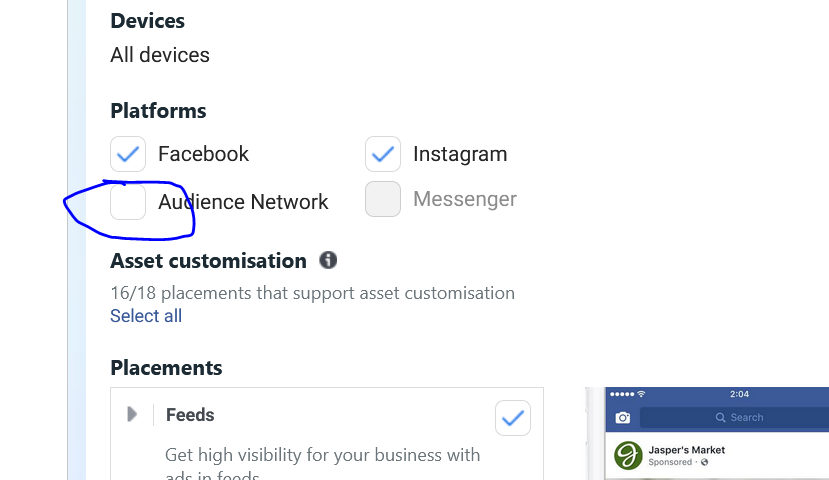 Devices
All devices
Platforms
Facebook
Instagram
Audience Network
Messenger
Asset customisation
16/18 placements that support asset customisation
Select all
Placements
Feeds
Get high visibility for your business with
ads in feeds
2:04
Search
Jasper's Market
Sponsored ·